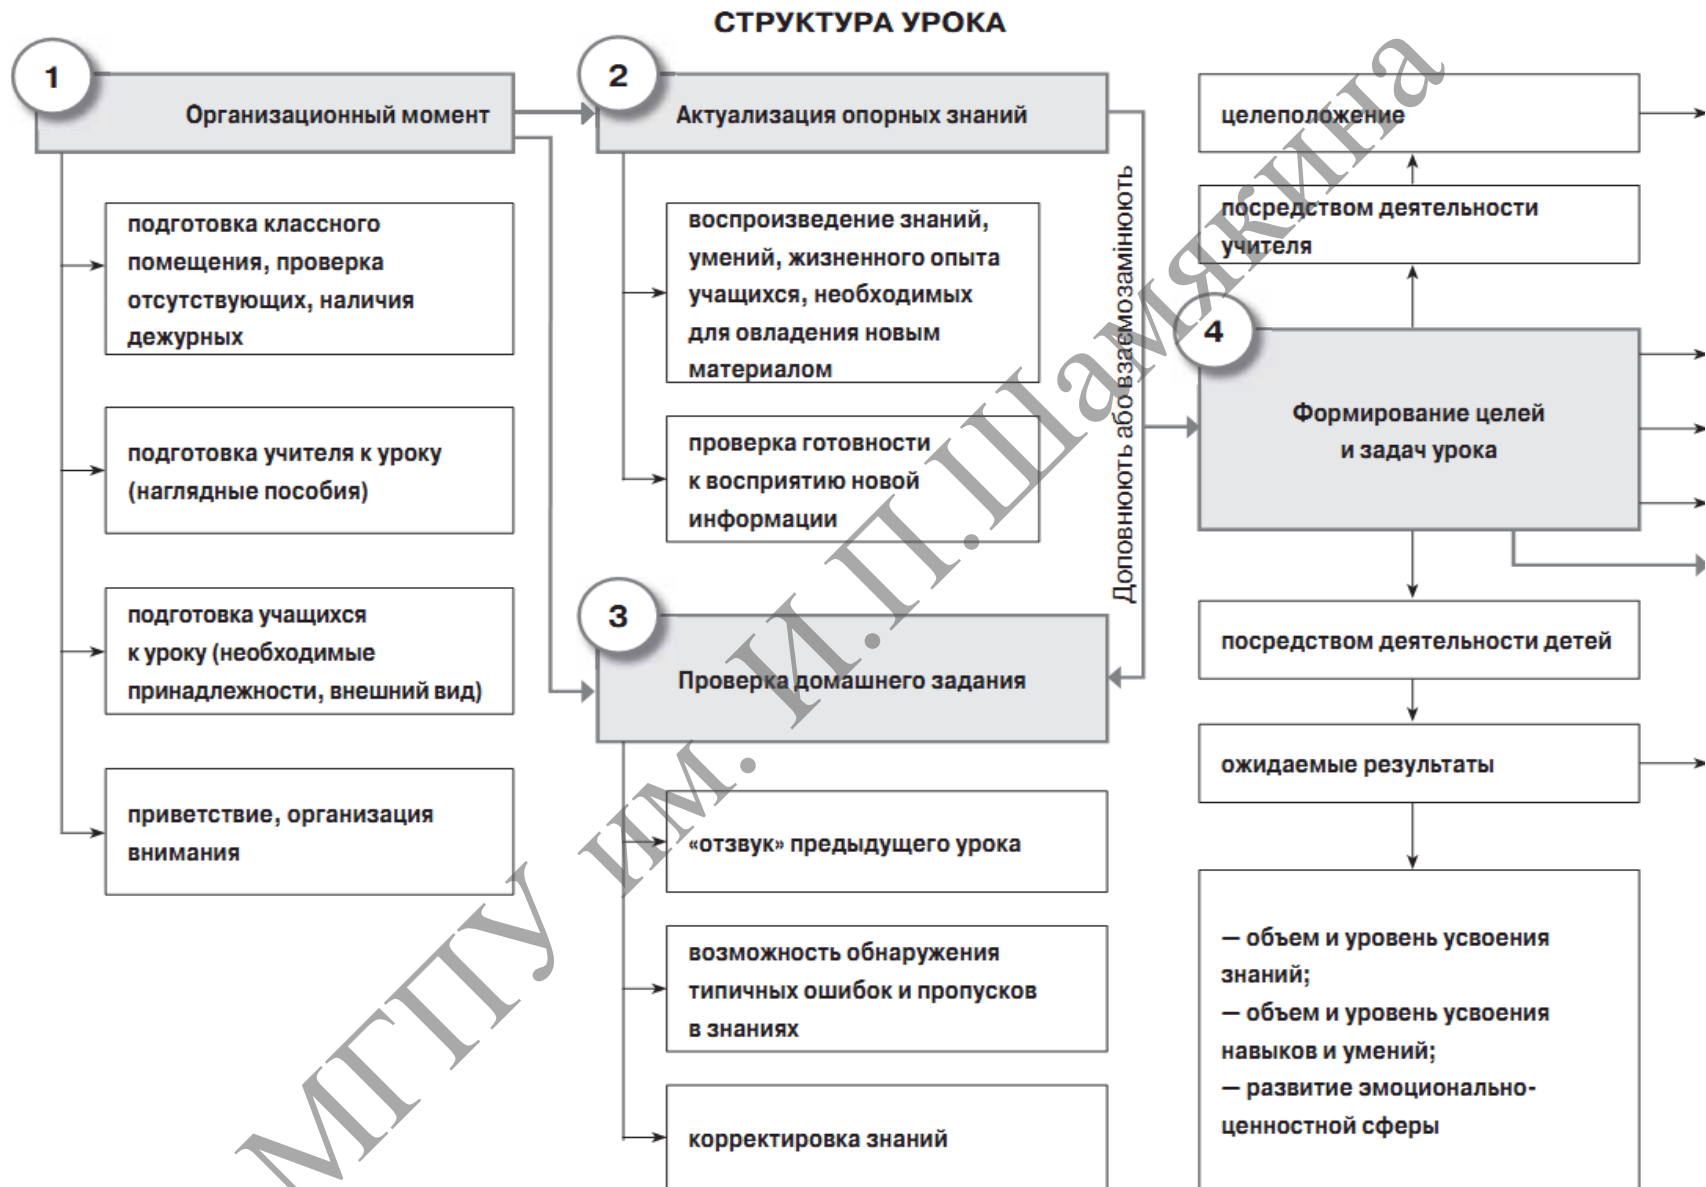 СТРУКТУРА УРОКА
1
Организационный момент
подготовка классного
помещения, проверка
отсутствующих, наличия
дежурных
подготовка учителя к уроку
(наглядные пособия)
подготовка учащихся
к уроку (необходимые
принадлежности, внешний вид)
приветствие, организация
внимания
2
Актуализация опорных знаний
воспроизведение знаний,
умений, жизненного опыта
учащихся, необходимых
для овладения новым
материалом
проверка готовности
к восприятию новой
информации
Доповнюють або взаємозамінюють
3
Проверка домашнего задания
«отзвук» предыдущего урока
возможность обнаружения
типичных ошибок и пропусков
в знаниях
корректировка знаний
целеположение
посредством деятельности
учителя
4
Формирование целей
и задач урока
посредством деятельности детей
ожидаемые результаты
— объем и уровень усвоения
знаний;
— объем и уровень усвоения
навыков и умений;
— развитие эмоционально-
ценностной сферы
МГПУ им. И.П.Шамякина